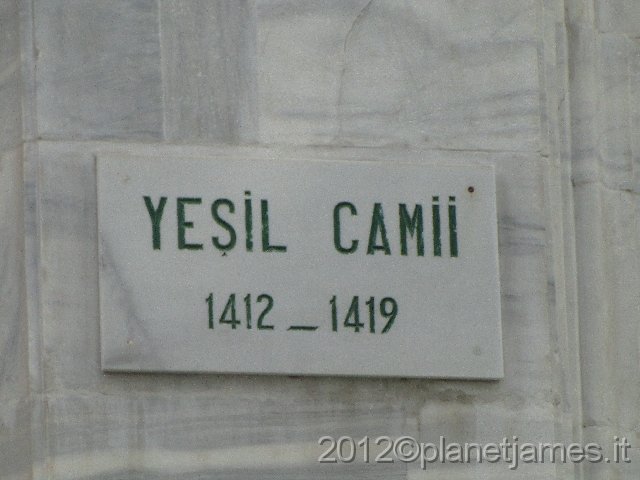 YEŞİL CAMİİ
1412 – 1419
2012©planetjames.it